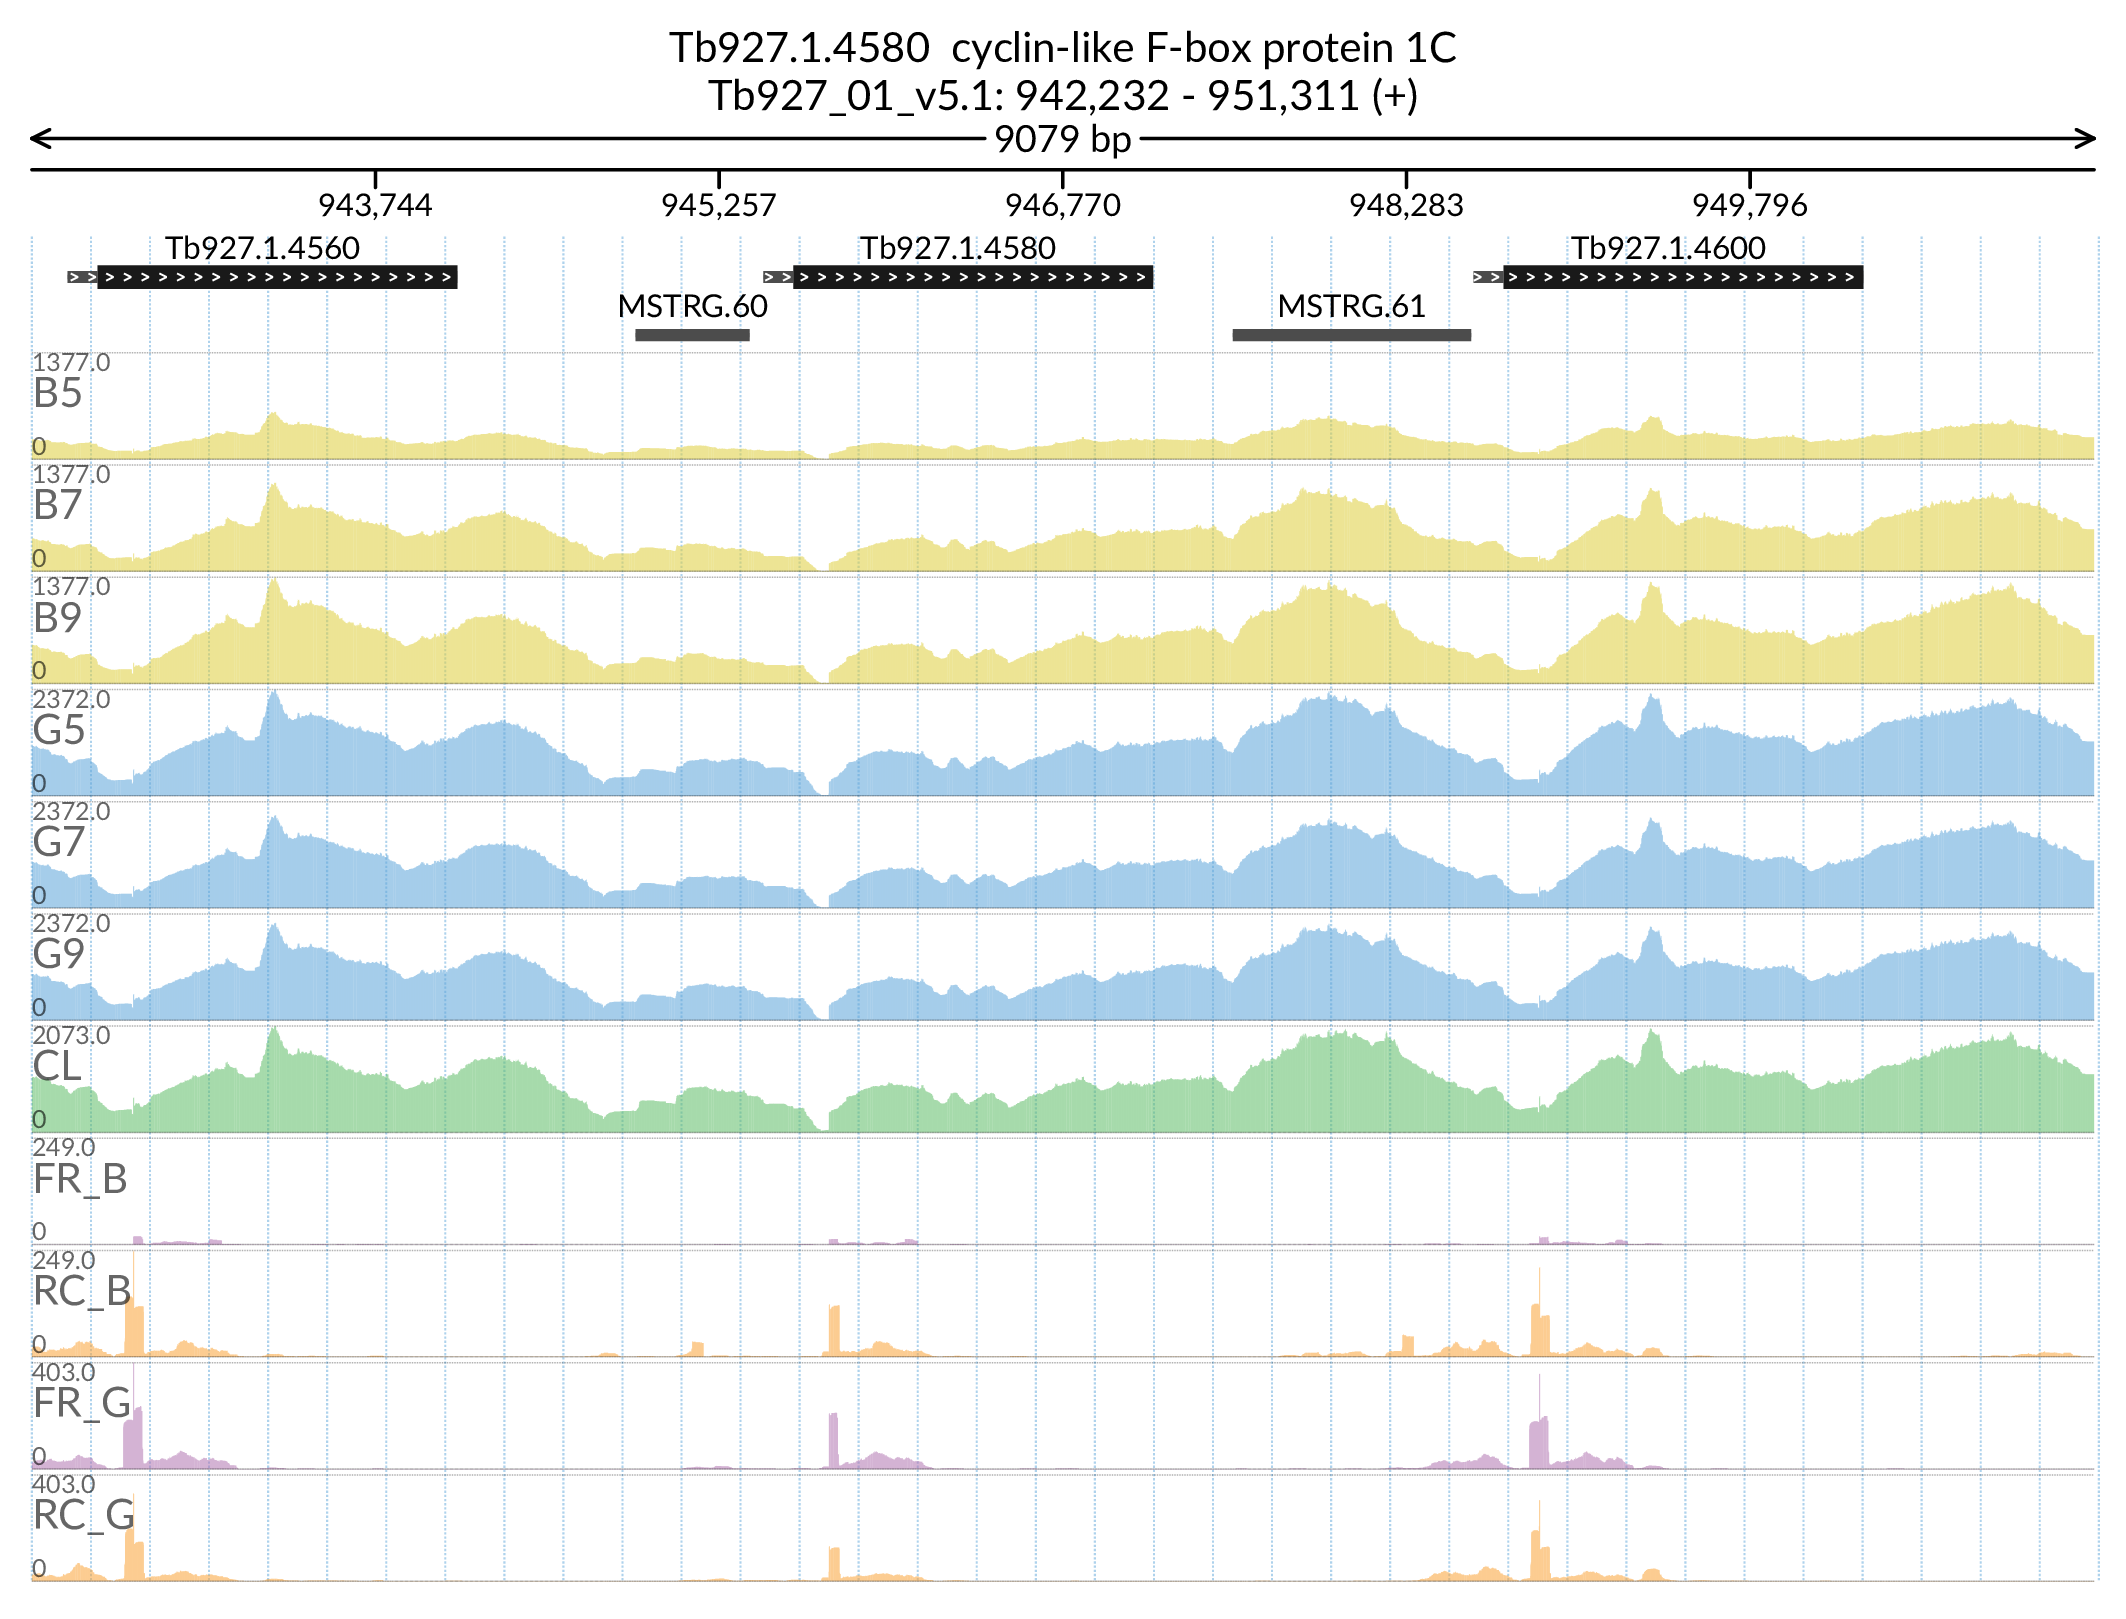 Tb927.1.4580 cyclin-like F-box protein 1C
Tb927_01_v5.1: 942,232 - 951,311 (+)
9079 bp
943,744 945,257 946,770 948,283 949,796
Tb927.1.4560 Tb927.1.4580 Tb927.1.4600
MSTRG.60 MSTRG.61
1377.0
B5
0
1377.0
B7
0
1377.0
B9
0
2372.0
G5
0
2372.0
G7
0
2372.0
G9
0
2073.0
CL
0
249.0
FR_B
0
249.0
RC_B
0
403.0
FR_G
0
403.0
RC_G
0